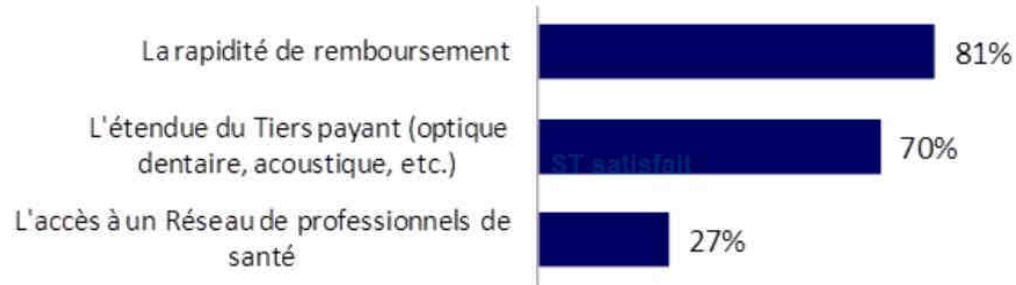 La rapidité de remboursement
81%
L'étendue du Tiers payant (optique
dentaire, acoustique, etc.)
ST satisfait
70%
L'accès à un Réseau de professionnels de
santé
27%